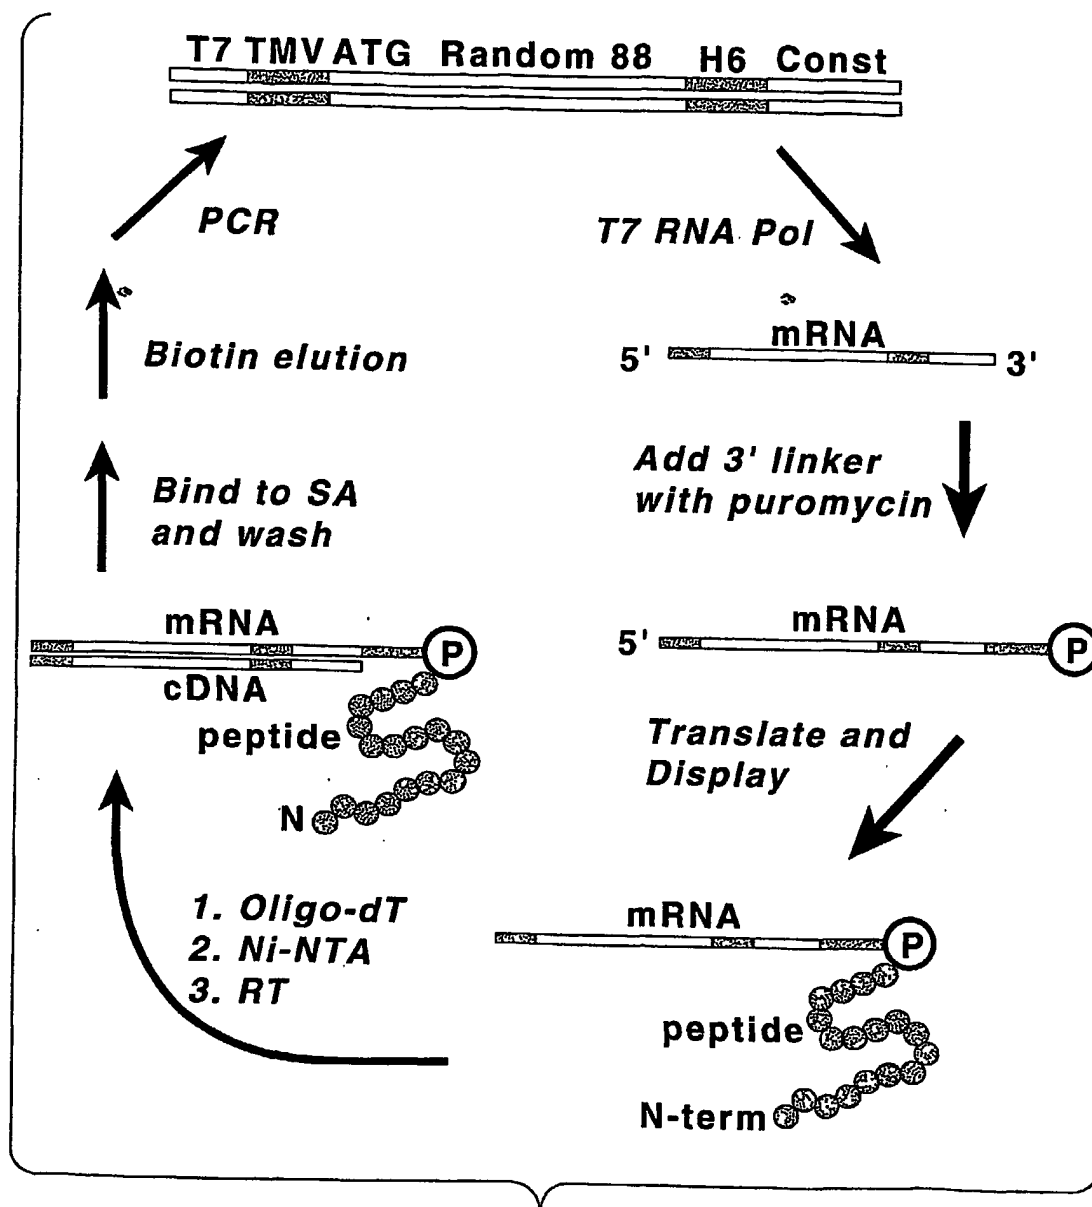 T7 TMV ATG Random 88 H6 Const
PCR
T7 RNA Pol
mRNA
5' 3'
Biotin elution
Add 3' linker
with puromycin
Bind to SA
and wash
mRNA
P
cDNA
peptide
N
mRNA
5' P
Translate and
Display
1. Oligo-dT
2. Ni-NTA
3. RT
mRNA
P
peptide
N-term